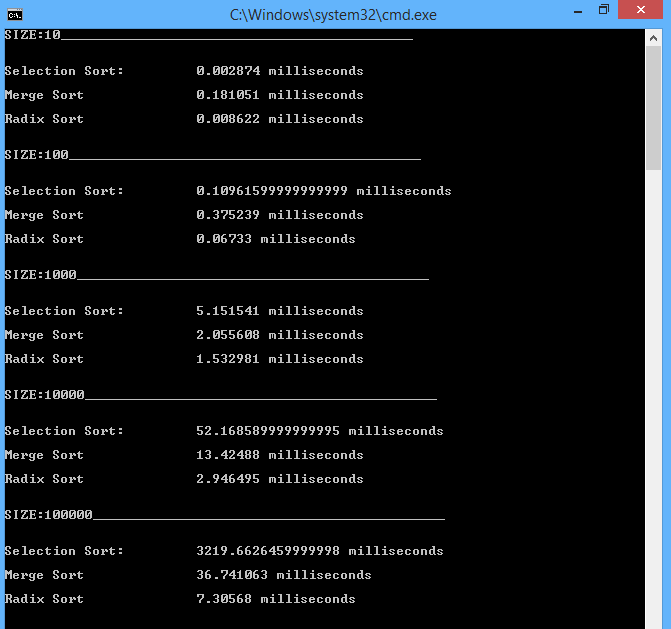 C:\Windows\system32\cmd.exe
SIZE:10____________________________________________
Selection Sort: 0.002874 milliseconds
Merge Sort 0.181051 milliseconds
Radix Sort 0.008622 milliseconds
SIZE:100____________________________________________
Selection Sort: 0.10961599999999999 milliseconds
Merge Sort 0.375239 milliseconds
Radix Sort 0.06733 milliseconds
SIZE:1000____________________________________________
Selection Sort: 5.151541 milliseconds
Merge Sort 2.055608 milliseconds
Radix Sort 1.532981 milliseconds
SIZE:10000____________________________________________
Selection Sort: 52.168589999999995 milliseconds
Merge Sort 13.42488 milliseconds
Radix Sort 2.946495 milliseconds
SIZE:100000____________________________________________
Selection Sort: 3219.6626459999998 milliseconds
Merge Sort 36.741063 milliseconds
Radix Sort 7.30568 milliseconds